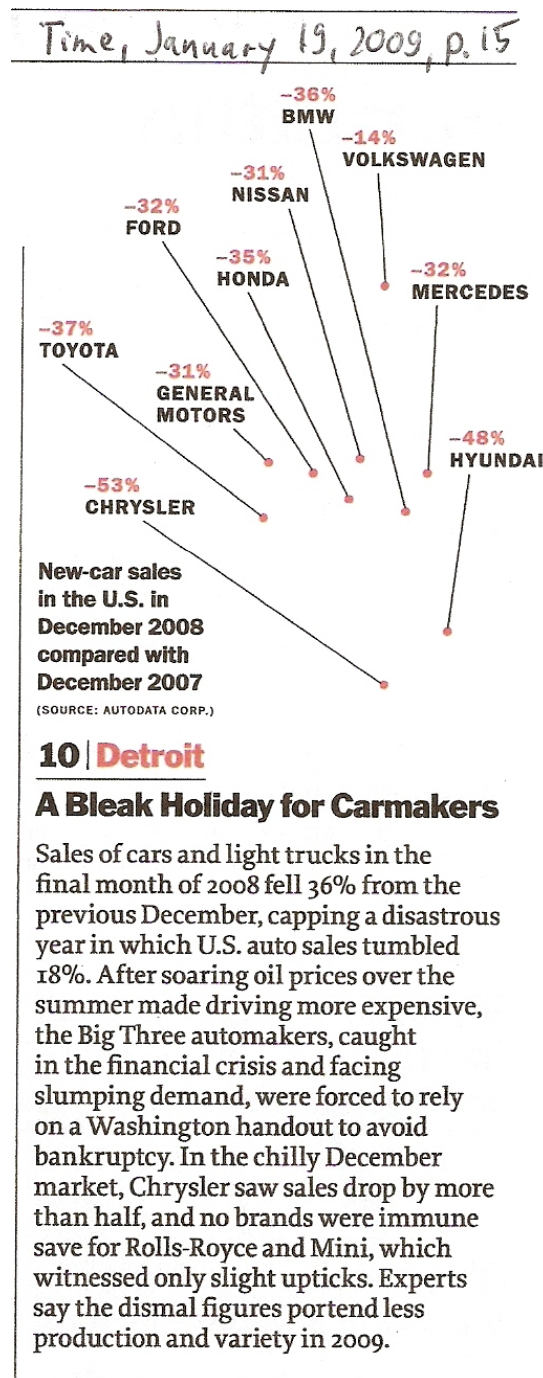 Time, January 19, 2009, p. 15
–36%
BMW
–14%
VOLKSWAGEN
–31%
NISSAN
–32%
FORD
–35%
HONDA
–32%
MERCEDES
–37%
TOYOTA
–31%
GENERAL
MOTORS
–48%
HYUNDAI
–53%
CHRYSLER
New-car sales
in the U.S. in
December 2008
compared with
December 2007
(SOURCE: AUTODATA CORP.)
10 | Detroit
A Bleak Holiday for Carmakers
Sales of cars and light trucks in the
final month of 2008 fell 36% from the
previous December, capping a disastrous
year in which U.S. auto sales tumbled
18%. After soaring oil prices over the
summer made driving more expensive,
the Big Three automakers, caught
in the financial crisis and facing
slumping demand, were forced to rely
on a Washington handout to avoid
bankruptcy. In the chilly December
market, Chrysler saw sales drop by more
than half, and no brands were immune
save for Rolls-Royce and Mini, which
witnessed only slight upticks. Experts
say the dismal figures portend less
production and variety in 2009.